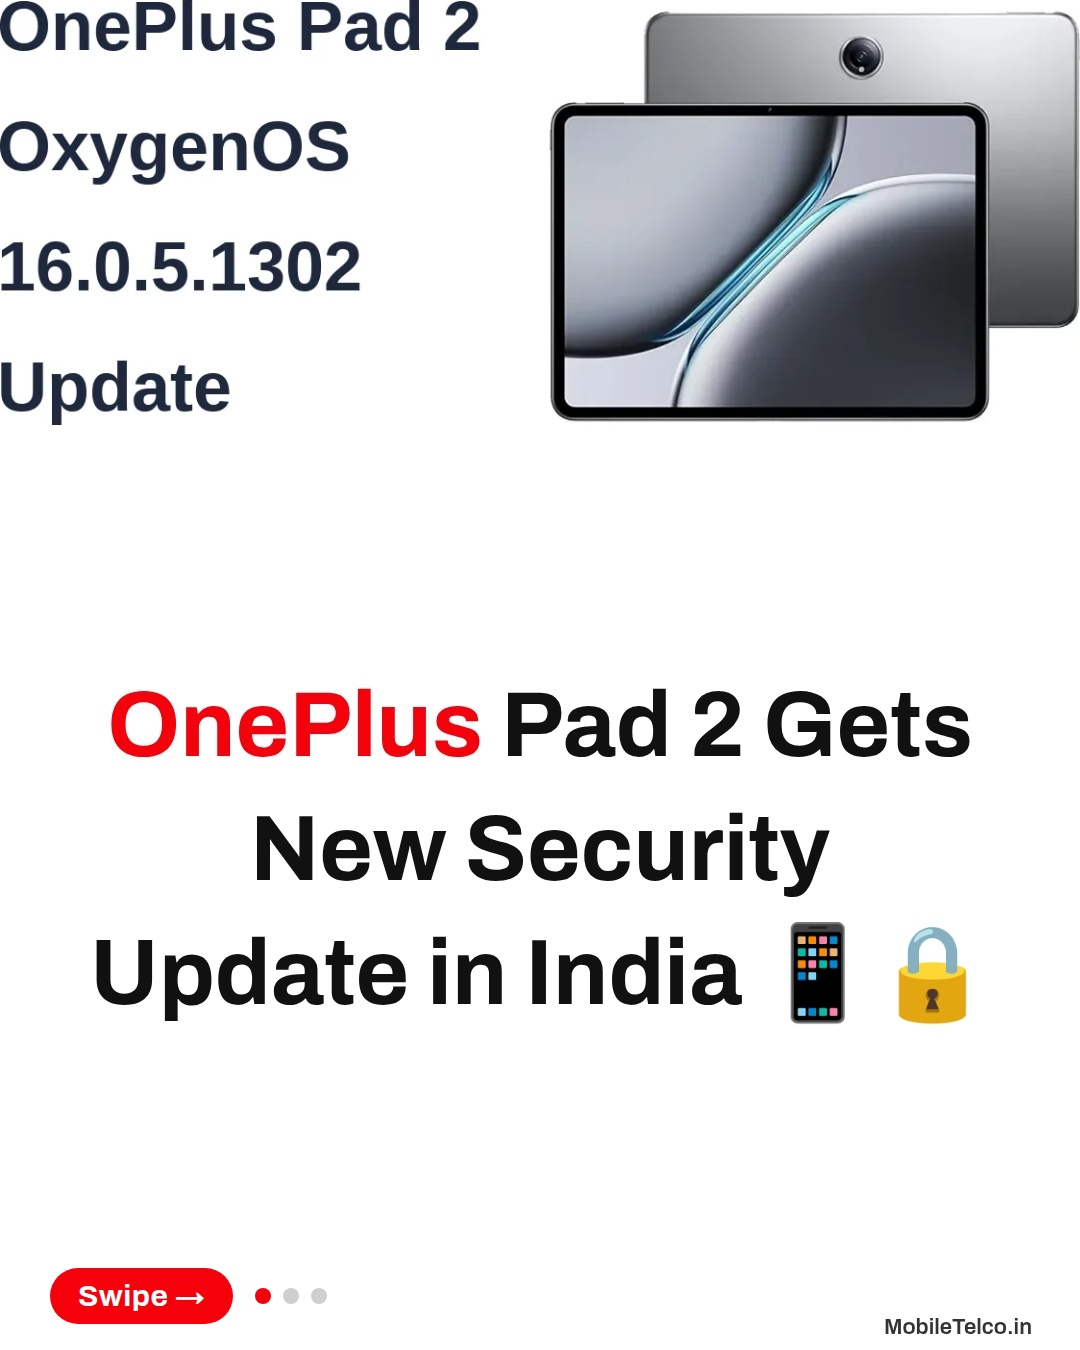 OnePlus Pad 2
OxygenOS
16.0.5.1302
Update
OnePlus Pad 2 Gets
New Security
Update in India
Swipe →
MobileTelco.in